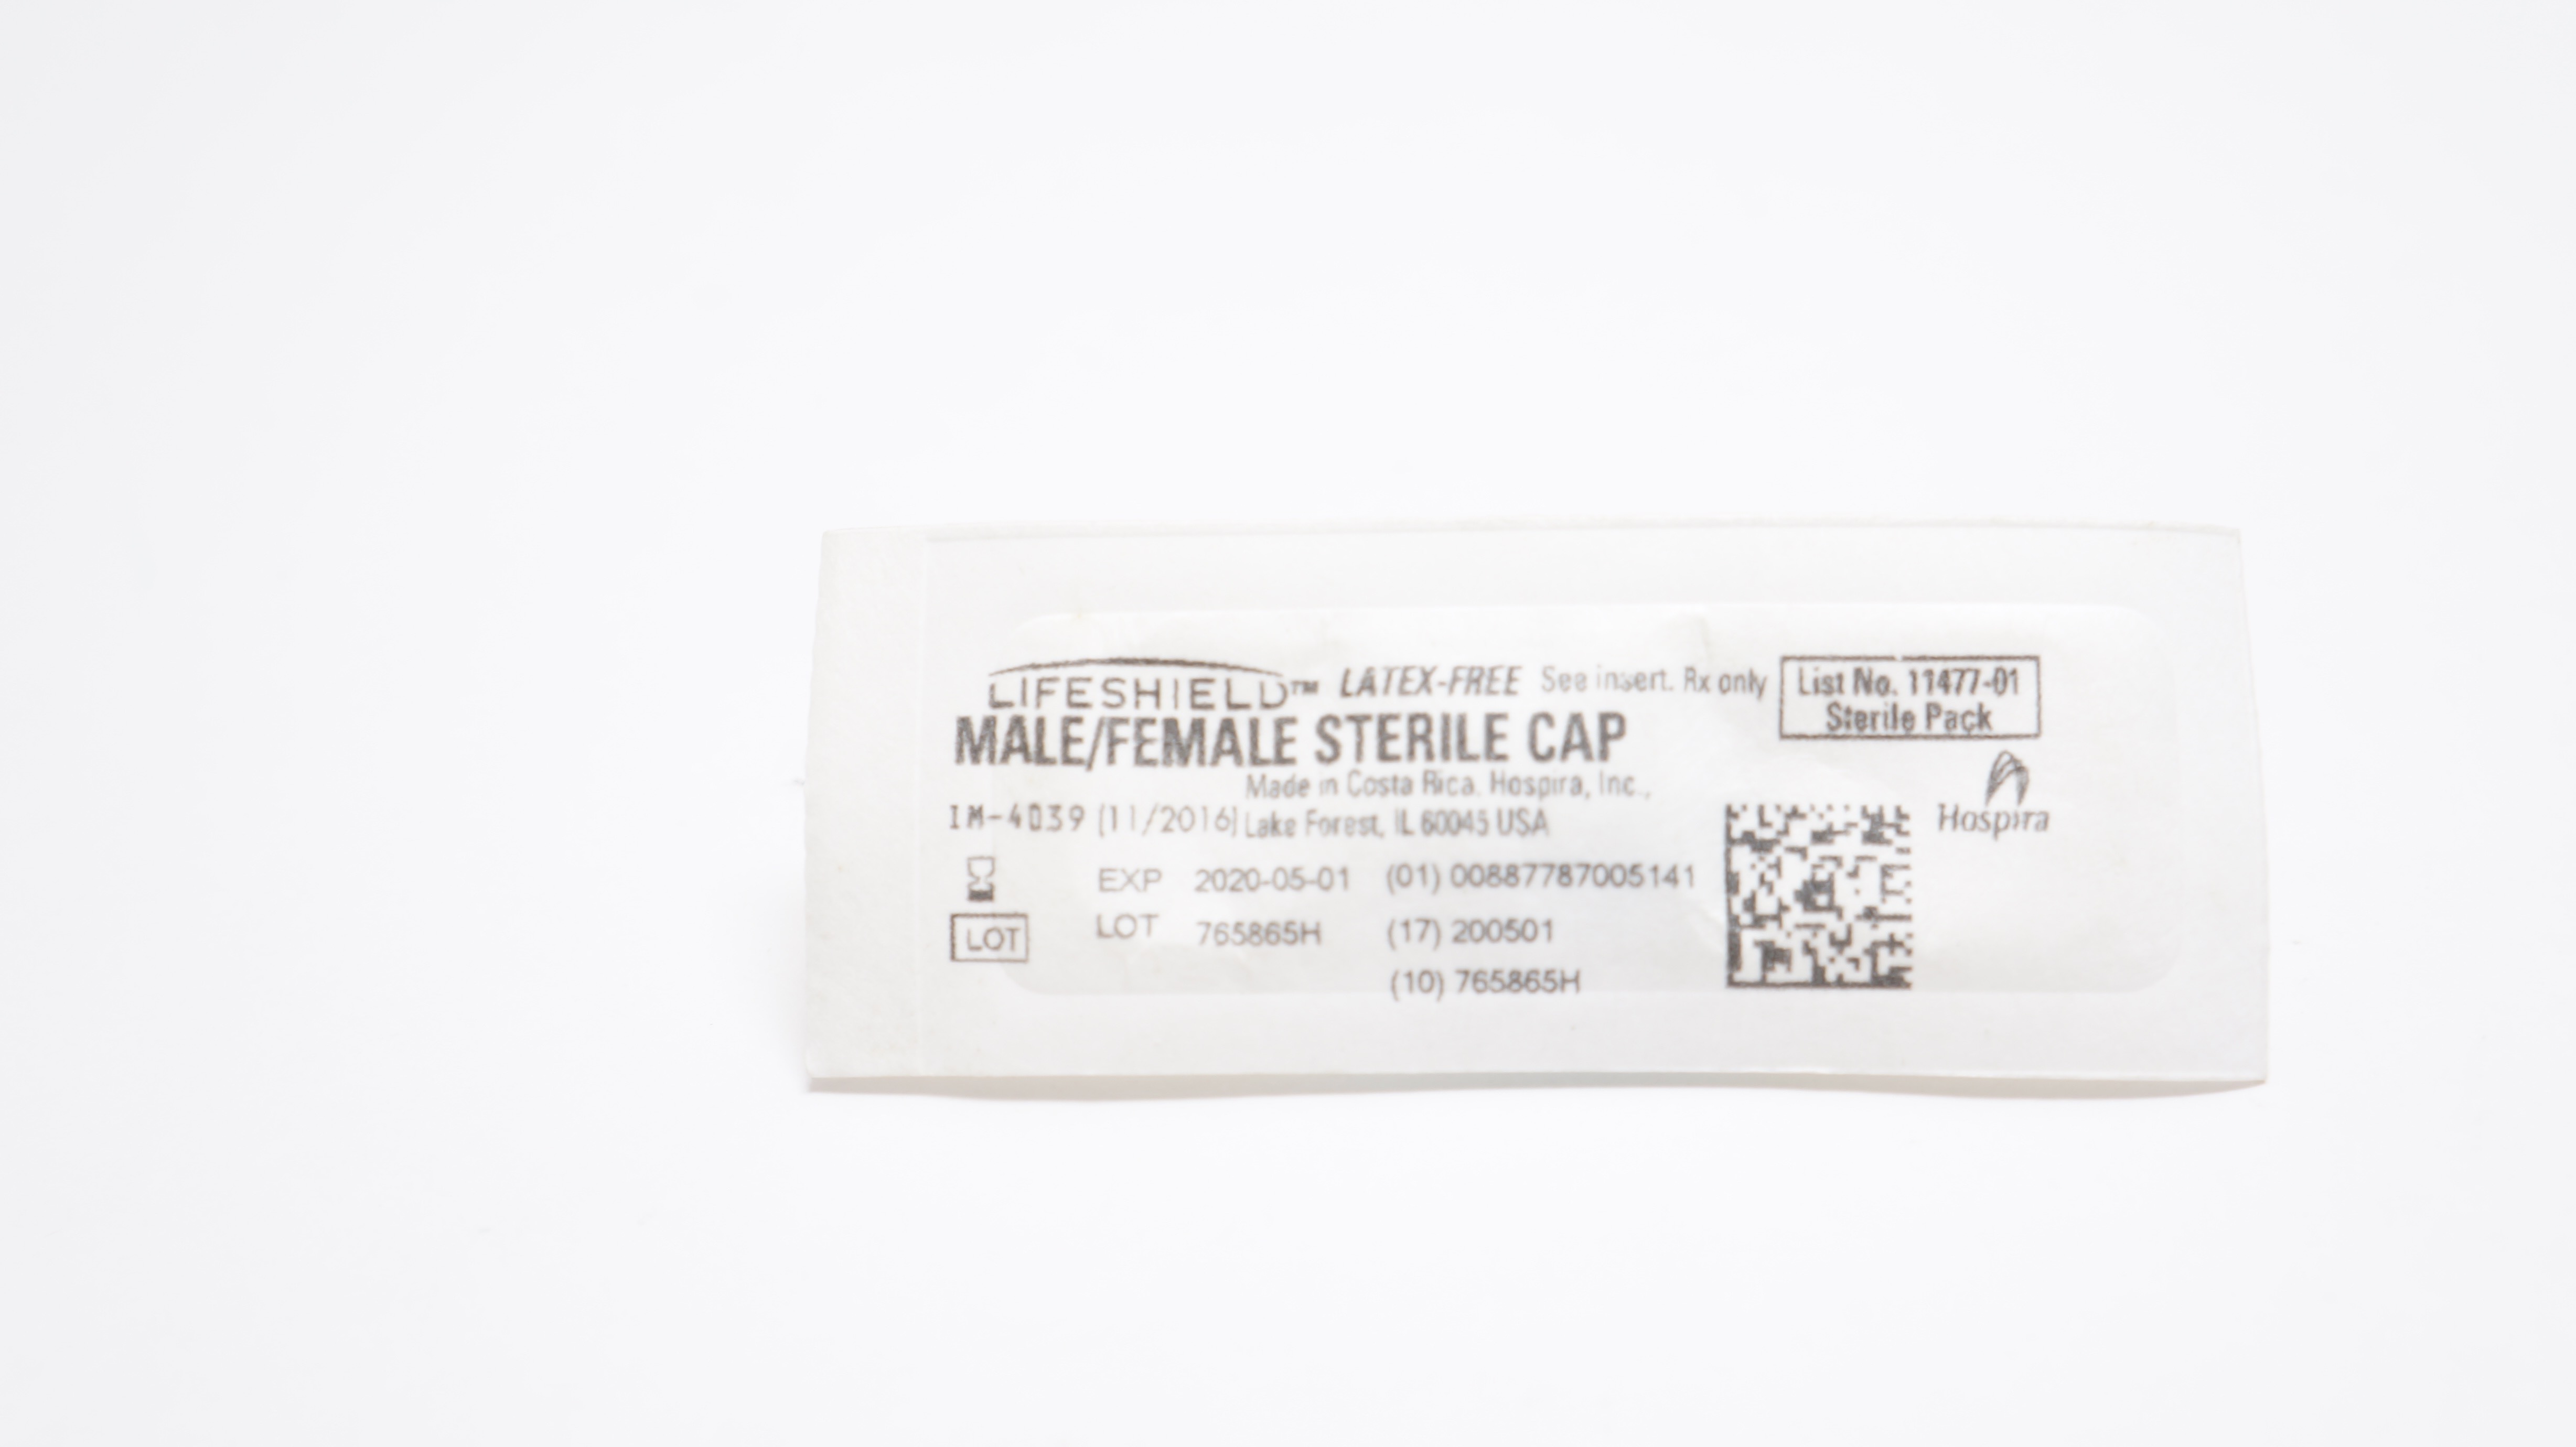 LIFESHIELD™ LATEX-FREE See insert. Rx only
MALE/FEMALE STERILE CAP
Made in Costa Rica. Hospira, Inc.,
IM-4039 (11/2016) Lake Forest, IL 60045 USA
List No. 11477-01
Sterile Pack
Hospira
EXP 2020-05-01 (01) 00887787005141
LOT LOT 765865H (17) 200501
(10) 765865H